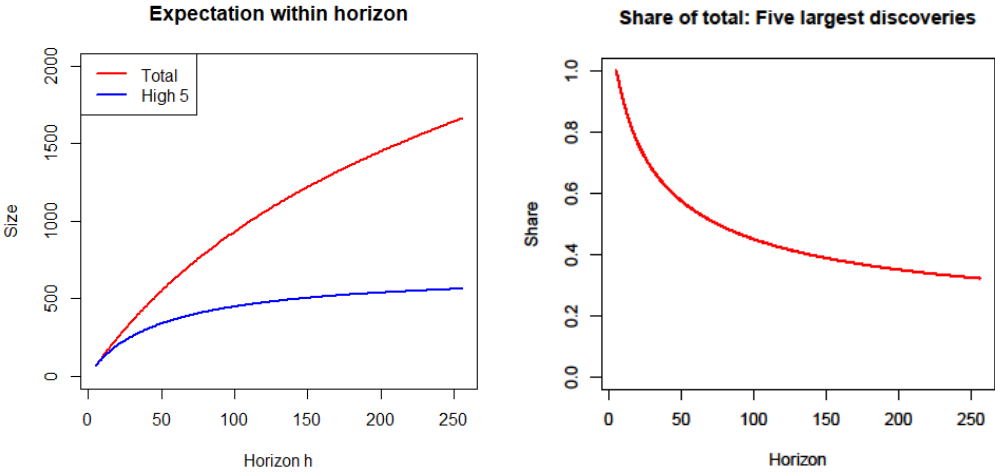 Expectation within horizon
Size
2000
1500
1000
500
0
Total
High 5
0 50 100 150 200 250
Horizon h
Share of total: Five largest discoveries
Share
1.0
0.8
0.6
0.4
0.2
0.0
0 50 100 150 200 250
Horizon